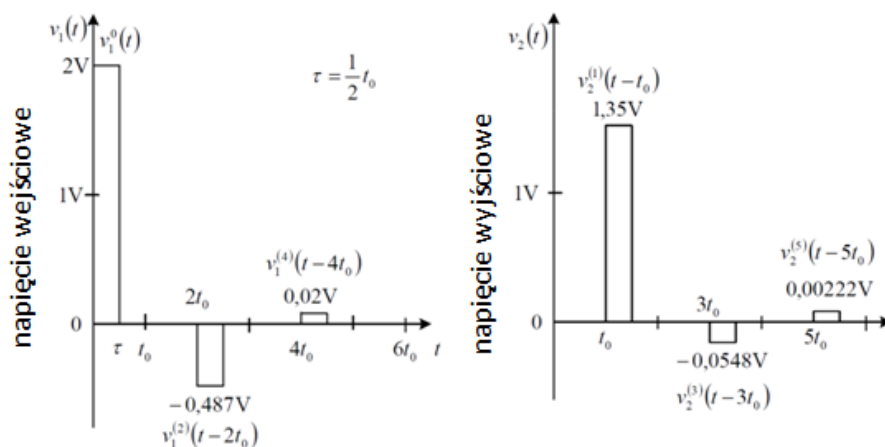 napięcie wejściowe
v₁(t)
v₁⁰(t)
2V
τ = 1/2 t₀
1V
v₁⁽⁴⁾(t−4t₀)
2t₀
0,02V
0
τ
t₀
4t₀
6t₀
t
−0,487V
v₁⁽²⁾(t−2t₀)
napięcie wyjściowe
v₂(t)
v₂⁽¹⁾(t−t₀)
1,35V
1V
v₂⁽⁵⁾(t−5t₀)
0,00222V
3t₀
0
t₀
5t₀
−0,0548V
v₂⁽³⁾(t−3t₀)